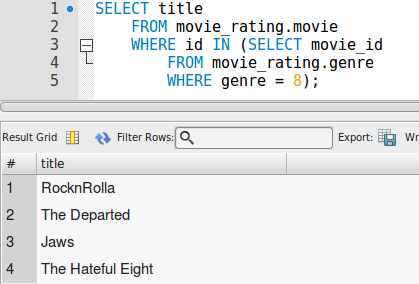 1 SELECT title
2 FROM movie_rating.movie
3 WHERE id IN (SELECT movie_id
4 FROM movie_rating.genre
5 WHERE genre = 8);
Result Grid Filter Rows: Export: Wr
# title
1 RocknRolla
2 The Departed
3 Jaws
4 The Hateful Eight